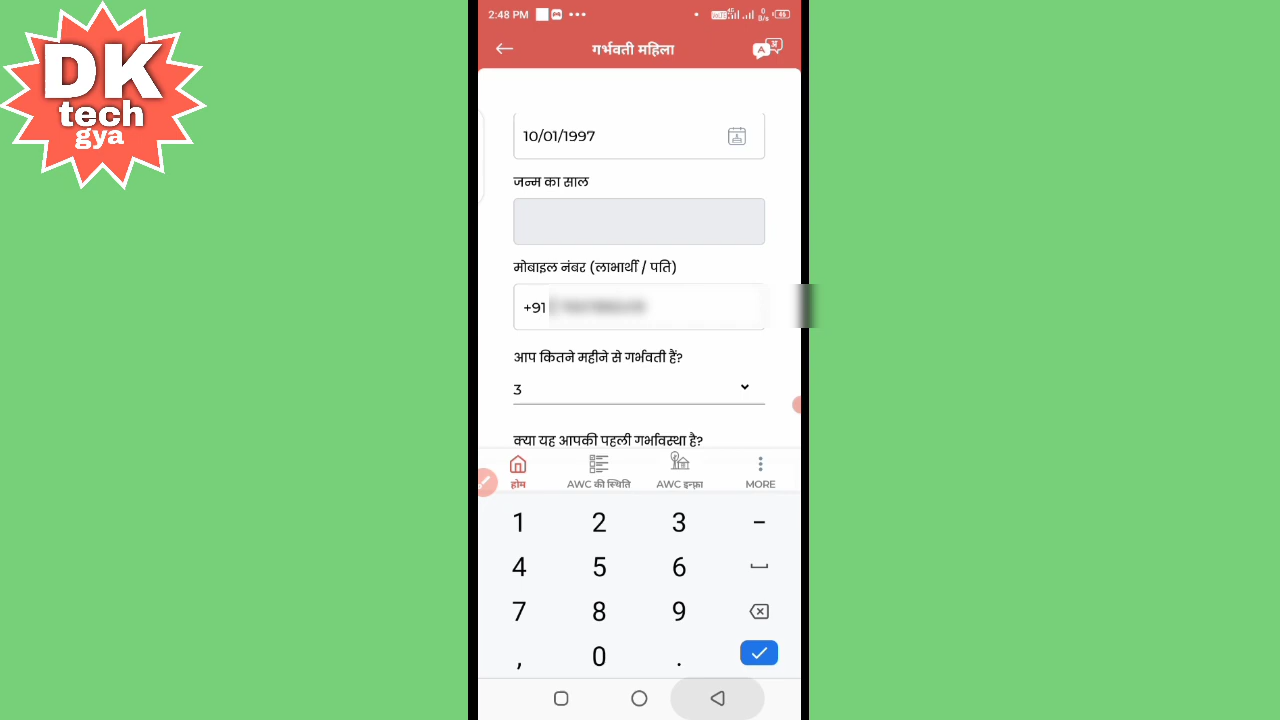 DK
tech
gya
2:48 PM
गर्भवती महिला
10/01/1997
जन्म का साल
मोबाइल नंबर (लाभार्थी / पति)
+91
आप कितने महीने से गर्भवती हैं?
3
क्या यह आपकी पहली गर्भावस्था है?
होम AWC की स्थिति AWC इन्फ्रा MORE
1 2 3 -
4 5 6
7 8 9
, 0 .